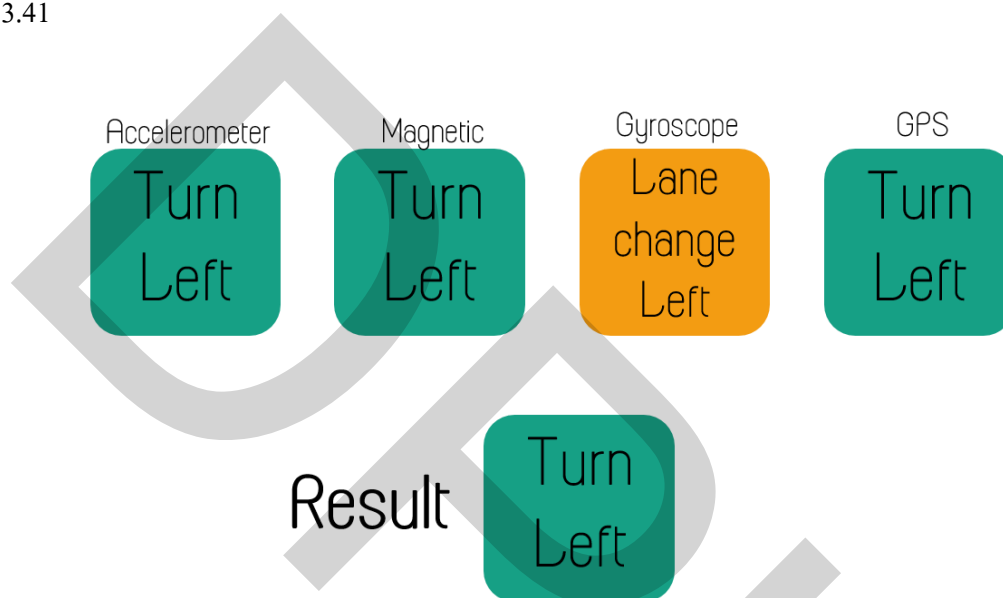 3.41
Accelerometer
Magnetic
Gyroscope
GPS
Turn
Left
Turn
Left
Lane
change
Left
Turn
Left
Result
Turn
Left